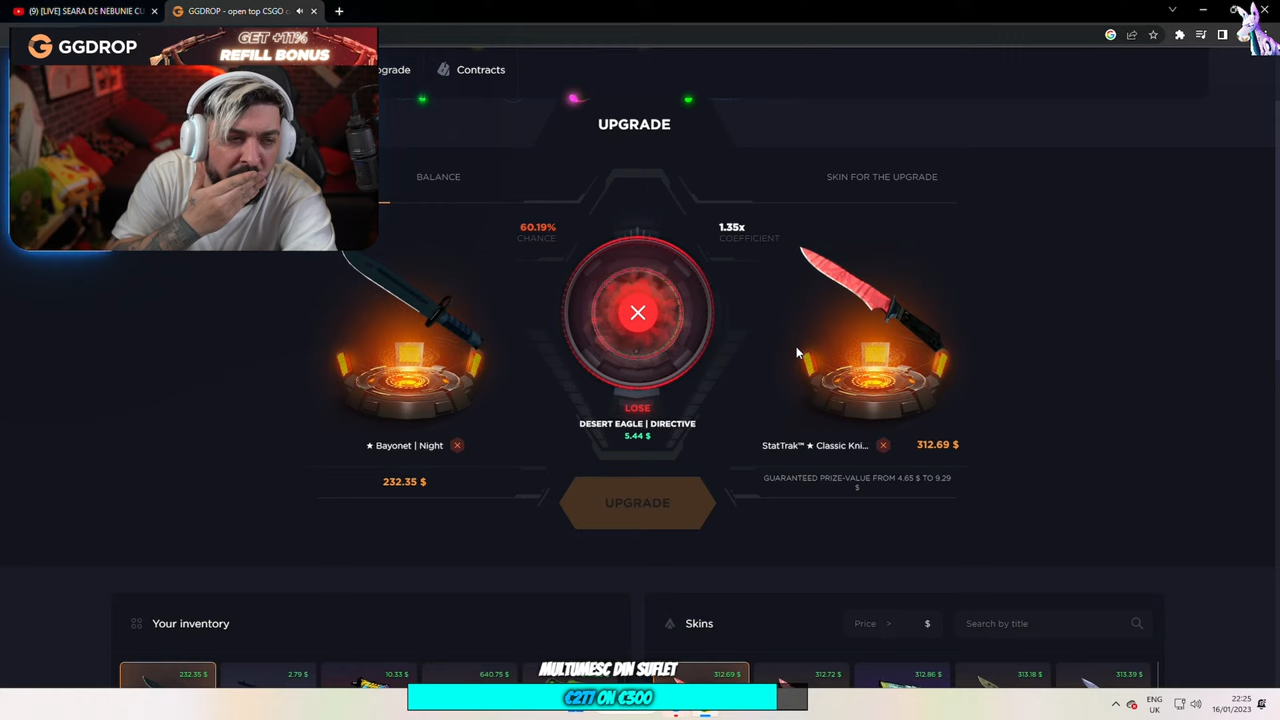 (9) [LIVE] SEARA DE NEBUNIE CU
GGDROP - open top CSGO c
GGDROP
GET +11%
REFILL BONUS
pgrade
Contracts
UPGRADE
BALANCE
SKIN FOR THE UPGRADE
60.19%
CHANCE
1.35x
COEFFICIENT
LOSE
DESERT EAGLE | DIRECTIVE
5.44 $
★ Bayonet | Night
StatTrak™ ★ Classic Kni...
312.69 $
232.35 $
GUARANTEED PRIZE-VALUE FROM 4.65 $ TO 9.29
$
UPGRADE
Your inventory
Skins
Price >
$
Search by title
232.35 $
2.79 $
10.33 $
640.75 $
312.69 $
312.72 $
312.86 $
313.18 $
313.39 $
MULTUMESC DIN SUFLET
€277 ON €300
ENG
UK
22:25
16/01/2023